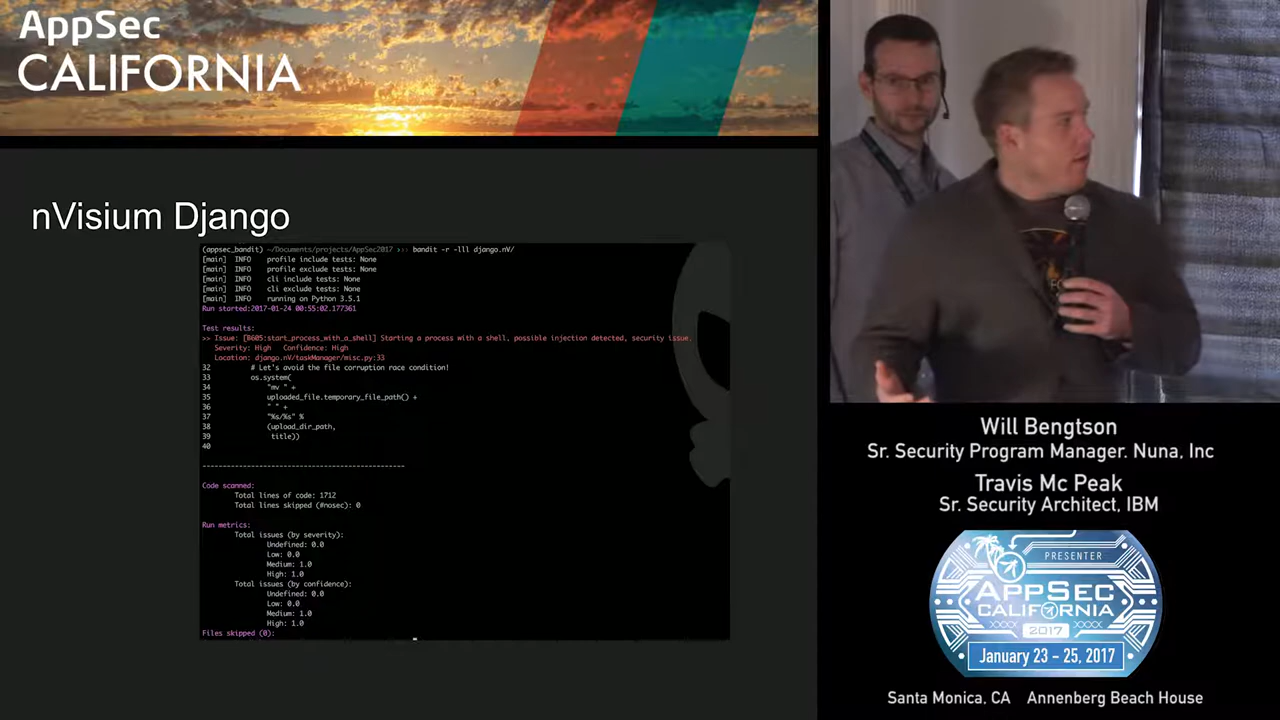 AppSec
CALIFORNIA
nVisium Django
(appsec_bandit) ~/Documents/projects/AppSec2017 >>> bandit -r -lll django.nV/
[main] INFO profile include tests: None
[main] INFO profile exclude tests: None
[main] INFO cli include tests: None
[main] INFO cli exclude tests: None
[main] INFO running on Python 3.5.1
Run started:2017-01-24 00:55:02.177361
Test results:
>> Issue: [B605:start_process_with_a_shell] Starting a process with a shell, possible injection detected, security issue.
Severity: High Confidence: High
Location: django.nV/taskManager/misc.py:33
32 # Let's avoid the file corruption race condition!
33 os.system(
34 "mv " +
35 uploaded_file.temporary_file_path() +
36 " " +
37 "%s/%s" %
38 (upload_dir_path,
39 title))
40
--------------------------------------------------
Code scanned:
Total lines of code: 1712
Total lines skipped (#nosec): 0
Run metrics:
Total issues (by severity):
Undefined: 0.0
Low: 0.0
Medium: 1.0
High: 1.0
Total issues (by confidence):
Undefined: 0.0
Low: 0.0
Medium: 1.0
High: 1.0
Files skipped (0):
Will Bengtson
Sr. Security Program Manager. Nuna, Inc
Travis Mc Peak
Sr. Security Architect, IBM
PRESENTER
APPSEC
CALIFORNIA
2017
January 23 - 25, 2017
Santa Monica, CA Annenberg Beach House